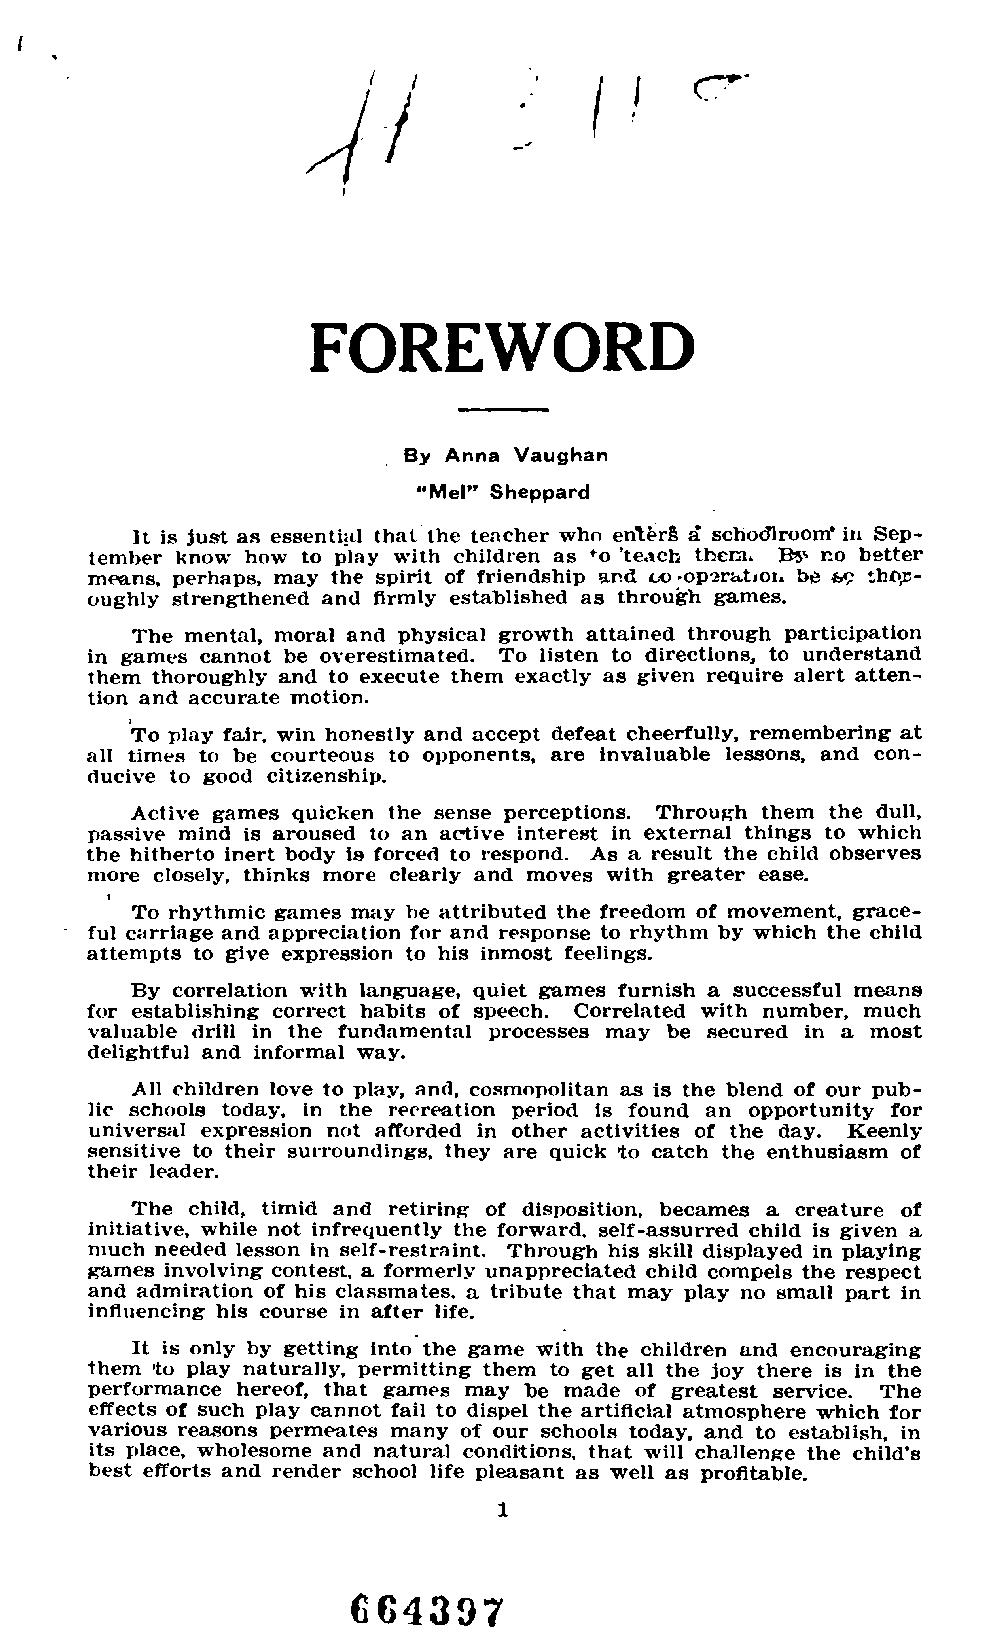 FOREWORD
By Anna Vaughan
"Mel" Sheppard
It is just as essential that the teacher who enters a schoolroom in Sep-
tember know how to play with children as to teach them. By no better
means, perhaps, may the spirit of friendship and co-operation be so thor-
oughly strengthened and firmly established as through games.
The mental, moral and physical growth attained through participation
in games cannot be overestimated. To listen to directions, to understand
them thoroughly and to execute them exactly as given require alert atten-
tion and accurate motion.
To play fair, win honestly and accept defeat cheerfully, remembering at
all times to be courteous to opponents, are invaluable lessons, and con-
ducive to good citizenship.
Active games quicken the sense perceptions. Through them the dull,
passive mind is aroused to an active interest in external things to which
the hitherto inert body is forced to respond. As a result the child observes
more closely, thinks more clearly and moves with greater ease.
To rhythmic games may be attributed the freedom of movement, grace-
ful carriage and appreciation for and response to rhythm by which the child
attempts to give expression to his inmost feelings.
By correlation with language, quiet games furnish a successful means
for establishing correct habits of speech. Correlated with number, much
valuable drill in the fundamental processes may be secured in a most
delightful and informal way.
All children love to play, and, cosmopolitan as is the blend of our pub-
lic schools today, in the recreation period is found an opportunity for
universal expression not afforded in other activities of the day. Keenly
sensitive to their surroundings, they are quick to catch the enthusiasm of
their leader.
The child, timid and retiring of disposition, becames a creature of
initiative, while not infrequently the forward, self-assurred child is given a
much needed lesson in self-restraint. Through his skill displayed in playing
games involving contest, a formerly unappreciated child compels the respect
and admiration of his classmates, a tribute that may play no small part in
influencing his course in after life.
It is only by getting into the game with the children and encouraging
them to play naturally, permitting them to get all the joy there is in the
performance hereof, that games may be made of greatest service. The
effects of such play cannot fail to dispel the artificial atmosphere which for
various reasons permeates many of our schools today, and to establish, in
its place, wholesome and natural conditions, that will challenge the child's
best efforts and render school life pleasant as well as profitable.
1
664397